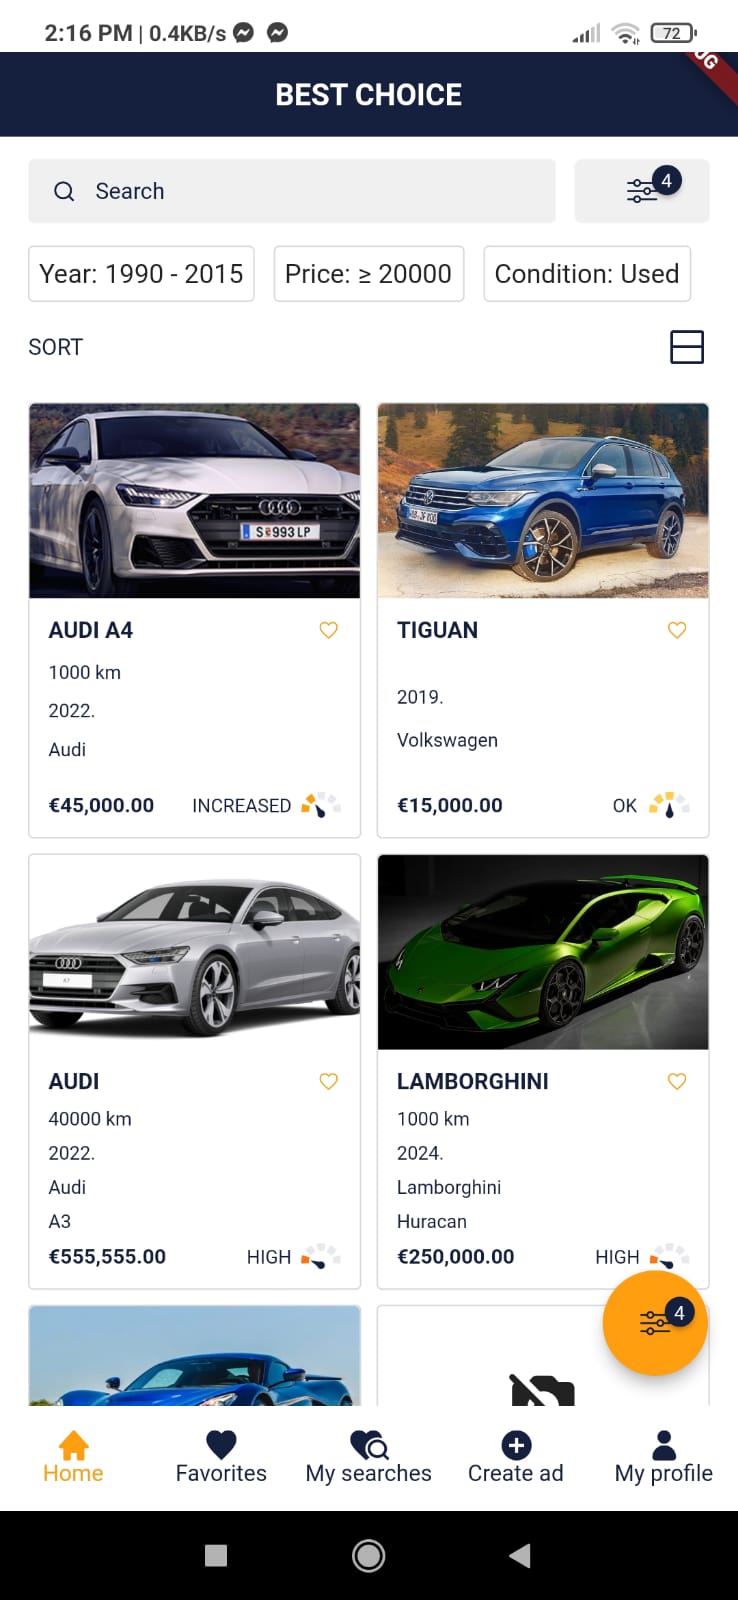 2:16 PM | 0.4KB/s
72
UG
BEST CHOICE
Search
4
Year: 1990 - 2015
Price: ≥ 20000
Condition: Used
SORT
S 993 LP
AUDI A4
1000 km
2022.
Audi
€45,000.00
INCREASED
TIGUAN
2019.
Volkswagen
€15,000.00
OK
A7
AUDI
40000 km
2022.
Audi
A3
€555,555.00
HIGH
LAMBORGHINI
1000 km
2024.
Lamborghini
Huracan
€250,000.00
HIGH
4
Home
Favorites
My searches
Create ad
My profile